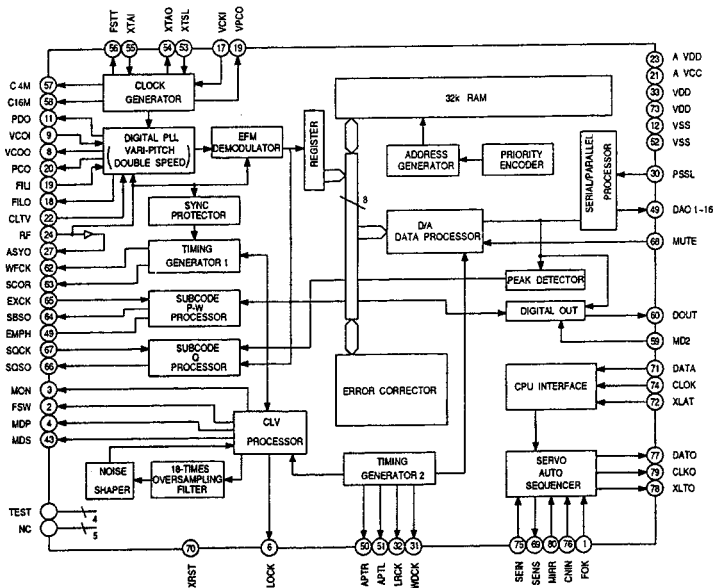 FSTT XTAI XTAO XTSL VCKI VPCO
56 55 54 53 17 19
C4M 57
C16M 58
PDO 11
VCOI 9
VCOO 8
PCO 20
FILI 19
FILO 18
CLTV 22
RF 24
ASYO 27
WFCK 62
SCOR 63
EXCK 65
SBSO 64
EMPH 49
SQCK 67
SQSO 66
MON 3
FSW 2
MDP 4
MDS 43
TEST 4
NC 5
CLOCK
GENERATOR
DIGITAL PLL
VARI-PITCH
DOUBLE SPEED
EFM
DEMODULATOR
REGISTER
SYNC
PROTECTOR
TIMING
GENERATOR 1
SUBCODE
P-W
PROCESSOR
SUBCODE
Q
PROCESSOR
CLV
PROCESSOR
NOISE
SHAPER
18-TIMES
OVERSAMPLING
FILTER
32k RAM
ADDRESS
GENERATOR
PRIORITY
ENCODER
8
D/A
DATA PROCESSOR
SERIAL/PARALLEL
PROCESSOR
PEAK DETECTOR
DIGITAL OUT
ERROR CORRECTOR
CPU INTERFACE
TIMING
GENERATOR 2
SERVO
AUTO
SEQUENCER
23 A VDD
21 A VCC
33 VDD
73 VDD
12 VSS
52 VSS
30 PSSL
49 DAO 1-16
68 MUTE
60 DOUT
59 MD2
71 DATA
74 CLOK
72 XLAT
77 DATO
79 CLKO
78 XLTO
70 6 50 51 32 31 75 69 80 76 1
XRST LOCK APTR APTL LRCK WDCK SEIN SENS MIRR CNIN FOK